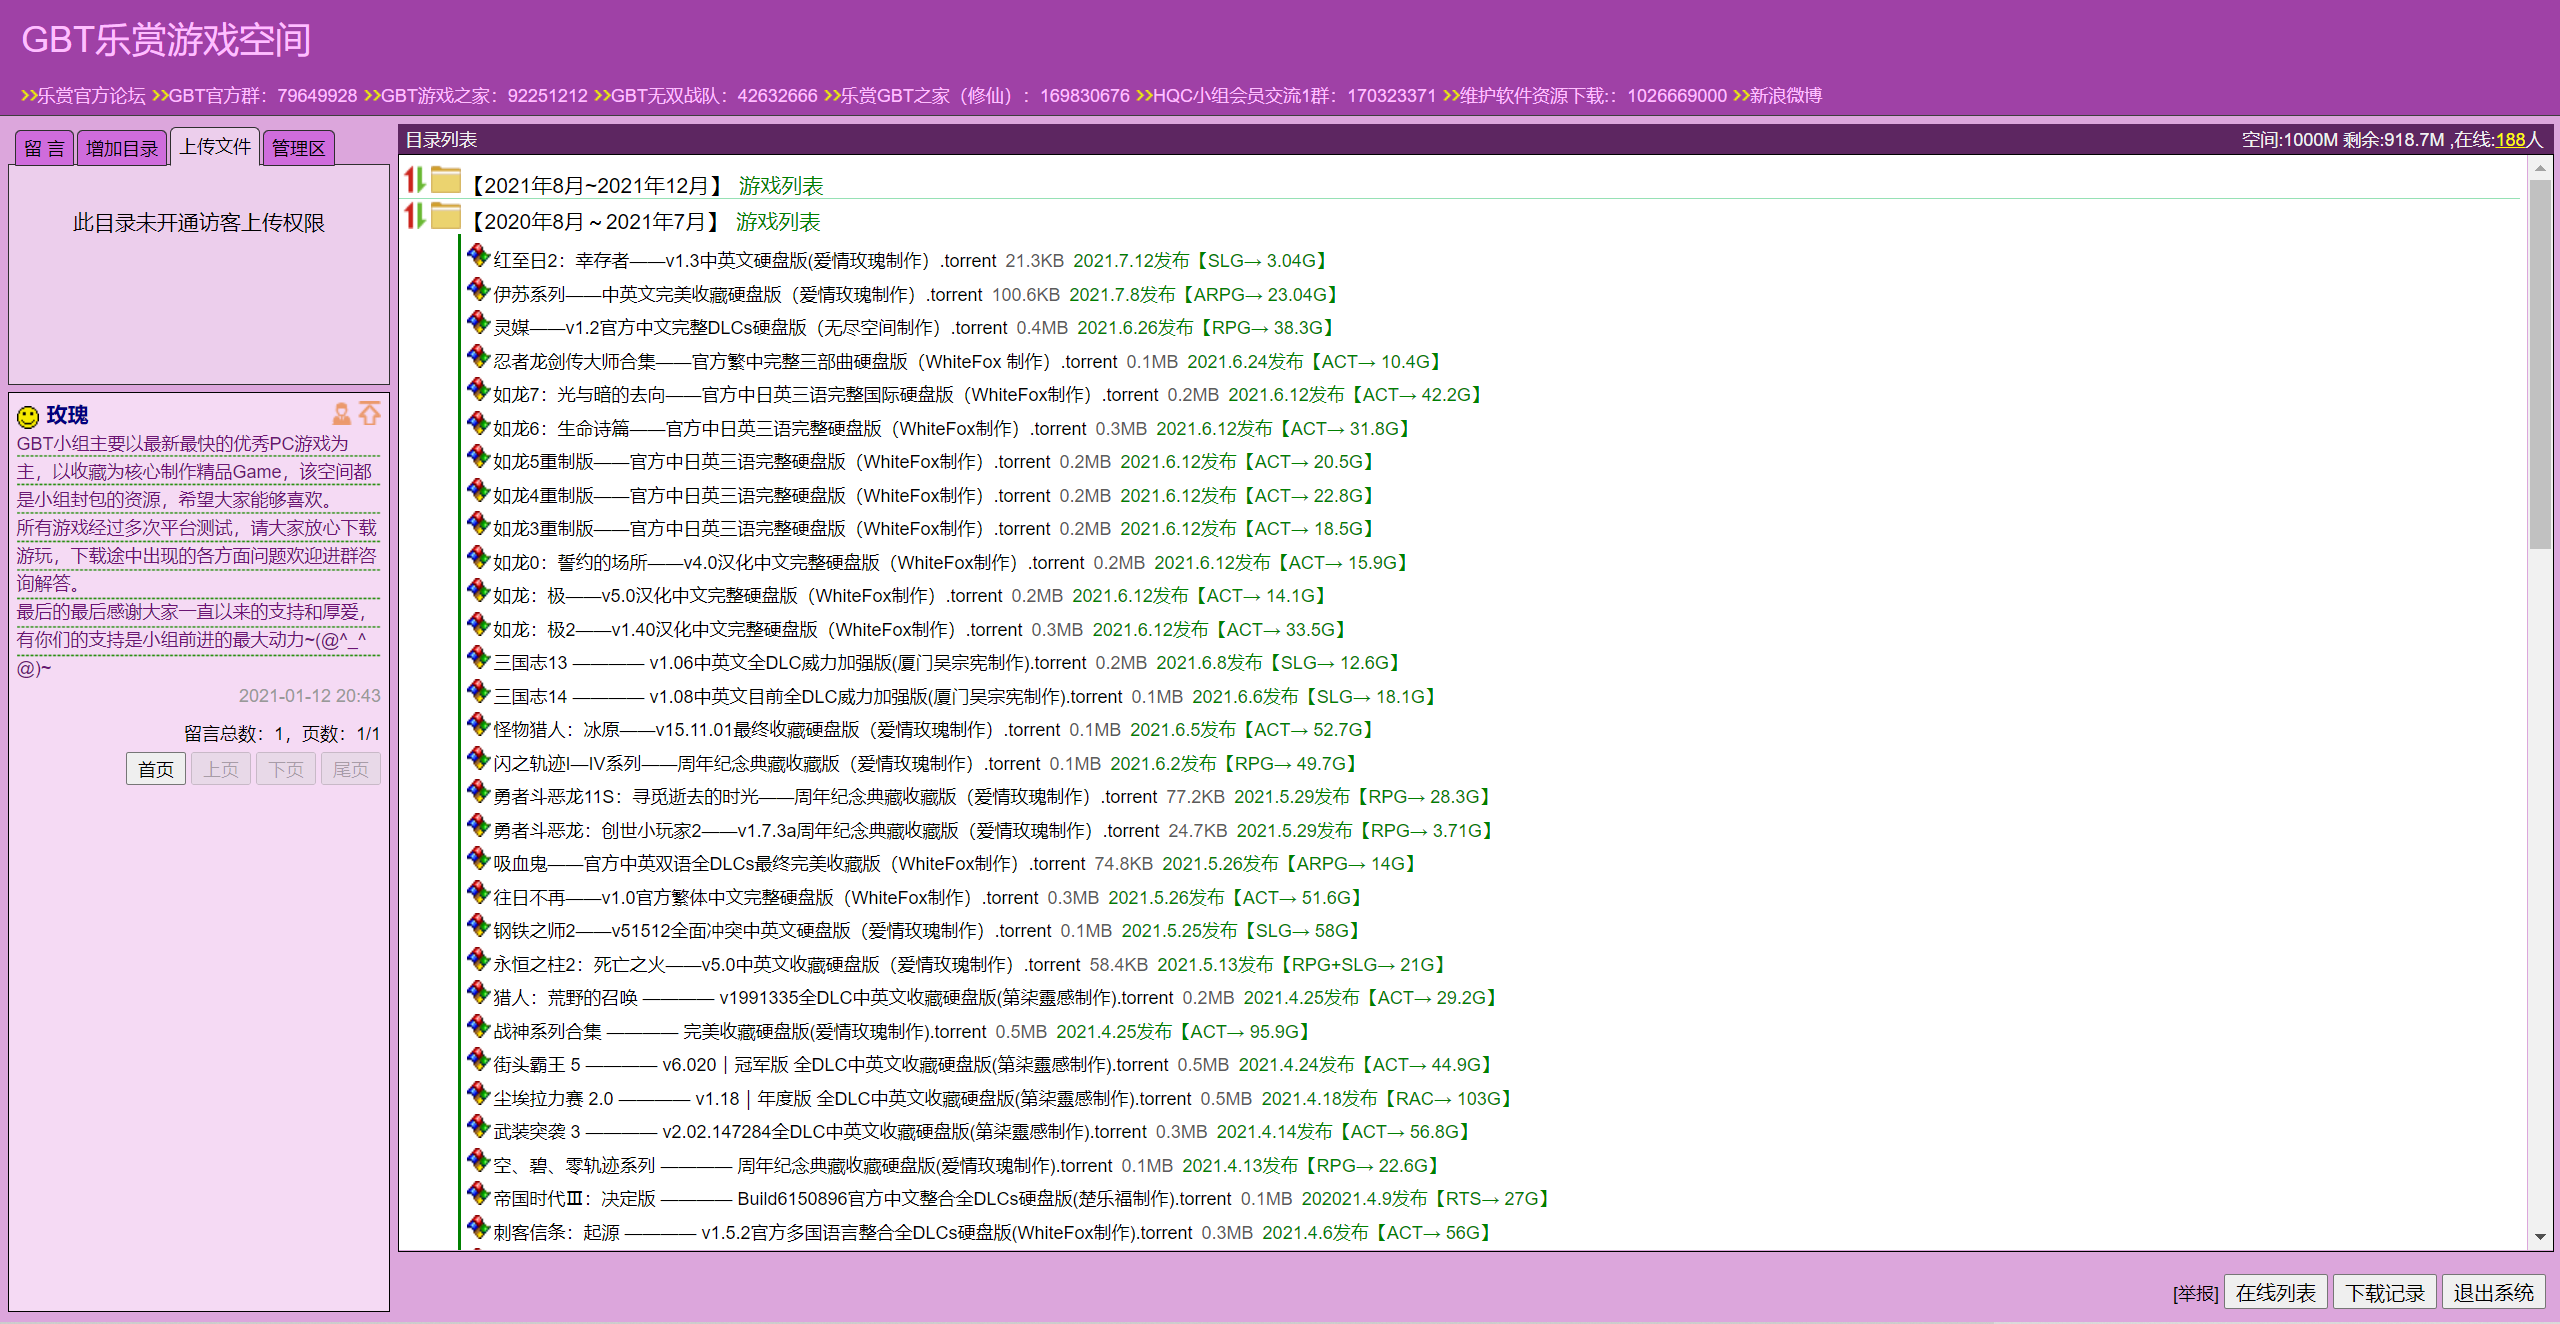 GBT乐赏游戏空间
>>乐赏官方论坛 >>GBT官方群：79649928 >>GBT游戏之家：92251212 >>GBT无双战队：42632666 >>乐赏GBT之家（修仙）：169830676 >>HQC小组会员交流1群：170323371 >>维护软件资源下载:：1026669000 >>新浪微博
留 言 增加目录 上传文件 管理区
此目录未开通访客上传权限
玫瑰
GBT小组主要以最新最快的优秀PC游戏为
主，以收藏为核心制作精品Game，该空间都
是小组封包的资源，希望大家能够喜欢。
所有游戏经过多次平台测试，请大家放心下载
游玩，下载途中出现的各方面问题欢迎进群咨
询解答。
最后的最后感谢大家一直以来的支持和厚爱，
有你们的支持是小组前进的最大动力~(@^_^
@)~
2021-01-12 20:43
留言总数：1，页数：1/1
首页 上页 下页 尾页
目录列表 空间:1000M 剩余:918.7M ,在线:188人
【2021年8月~2021年12月】 游戏列表
【2020年8月～2021年7月】 游戏列表
红至日2：幸存者——v1.3中英文硬盘版(爱情玫瑰制作）.torrent 21.3KB 2021.7.12发布【SLG→ 3.04G】
伊苏系列——中英文完美收藏硬盘版（爱情玫瑰制作）.torrent 100.6KB 2021.7.8发布【ARPG→ 23.04G】
灵媒——v1.2官方中文完整DLCs硬盘版（无尽空间制作）.torrent 0.4MB 2021.6.26发布【RPG→ 38.3G】
忍者龙剑传大师合集——官方繁中完整三部曲硬盘版（WhiteFox 制作）.torrent 0.1MB 2021.6.24发布【ACT→ 10.4G】
如龙7：光与暗的去向——官方中日英三语完整国际硬盘版（WhiteFox制作）.torrent 0.2MB 2021.6.12发布【ACT→ 42.2G】
如龙6：生命诗篇——官方中日英三语完整硬盘版（WhiteFox制作）.torrent 0.3MB 2021.6.12发布【ACT→ 31.8G】
如龙5重制版——官方中日英三语完整硬盘版（WhiteFox制作）.torrent 0.2MB 2021.6.12发布【ACT→ 20.5G】
如龙4重制版——官方中日英三语完整硬盘版（WhiteFox制作）.torrent 0.2MB 2021.6.12发布【ACT→ 22.8G】
如龙3重制版——官方中日英三语完整硬盘版（WhiteFox制作）.torrent 0.2MB 2021.6.12发布【ACT→ 18.5G】
如龙0：誓约的场所——v4.0汉化中文完整硬盘版（WhiteFox制作）.torrent 0.2MB 2021.6.12发布【ACT→ 15.9G】
如龙：极——v5.0汉化中文完整硬盘版（WhiteFox制作）.torrent 0.2MB 2021.6.12发布【ACT→ 14.1G】
如龙：极2——v1.40汉化中文完整硬盘版（WhiteFox制作）.torrent 0.3MB 2021.6.12发布【ACT→ 33.5G】
三国志13 ———— v1.06中英文全DLC威力加强版(厦门吴宗宪制作).torrent 0.2MB 2021.6.8发布【SLG→ 12.6G】
三国志14 ———— v1.08中英文目前全DLC威力加强版(厦门吴宗宪制作).torrent 0.1MB 2021.6.6发布【SLG→ 18.1G】
怪物猎人：冰原——v15.11.01最终收藏硬盘版（爱情玫瑰制作）.torrent 0.1MB 2021.6.5发布【ACT→ 52.7G】
闪之轨迹I—IV系列——周年纪念典藏收藏版（爱情玫瑰制作）.torrent 0.1MB 2021.6.2发布【RPG→ 49.7G】
勇者斗恶龙11S：寻觅逝去的时光——周年纪念典藏收藏版（爱情玫瑰制作）.torrent 77.2KB 2021.5.29发布【RPG→ 28.3G】
勇者斗恶龙：创世小玩家2——v1.7.3a周年纪念典藏收藏版（爱情玫瑰制作）.torrent 24.7KB 2021.5.29发布【RPG→ 3.71G】
吸血鬼——官方中英双语全DLCs最终完美收藏版（WhiteFox制作）.torrent 74.8KB 2021.5.26发布【ARPG→ 14G】
往日不再——v1.0官方繁体中文完整硬盘版（WhiteFox制作）.torrent 0.3MB 2021.5.26发布【ACT→ 51.6G】
钢铁之师2——v51512全面冲突中英文硬盘版（爱情玫瑰制作）.torrent 0.1MB 2021.5.25发布【SLG→ 58G】
永恒之柱2：死亡之火——v5.0中英文收藏硬盘版（爱情玫瑰制作）.torrent 58.4KB 2021.5.13发布【RPG+SLG→ 21G】
猎人：荒野的召唤 ———— v1991335全DLC中英文收藏硬盘版(第柒靈感制作).torrent 0.2MB 2021.4.25发布【ACT→ 29.2G】
战神系列合集 ———— 完美收藏硬盘版(爱情玫瑰制作).torrent 0.5MB 2021.4.25发布【ACT→ 95.9G】
街头霸王 5 ———— v6.020｜冠军版 全DLC中英文收藏硬盘版(第柒靈感制作).torrent 0.5MB 2021.4.24发布【ACT→ 44.9G】
尘埃拉力赛 2.0 ———— v1.18｜年度版 全DLC中英文收藏硬盘版(第柒靈感制作).torrent 0.5MB 2021.4.18发布【RAC→ 103G】
武装突袭 3 ———— v2.02.147284全DLC中英文收藏硬盘版(第柒靈感制作).torrent 0.3MB 2021.4.14发布【ACT→ 56.8G】
空、碧、零轨迹系列 ———— 周年纪念典藏收藏硬盘版(爱情玫瑰制作).torrent 0.1MB 2021.4.13发布【RPG→ 22.6G】
帝国时代Ⅲ：决定版 ———— Build6150896官方中文整合全DLCs硬盘版(楚乐福制作).torrent 0.1MB 202021.4.9发布【RTS→ 27G】
刺客信条：起源 ———— v1.5.2官方多国语言整合全DLCs硬盘版(WhiteFox制作).torrent 0.3MB 2021.4.6发布【ACT→ 56G】
[举报] 在线列表 下载记录 退出系统